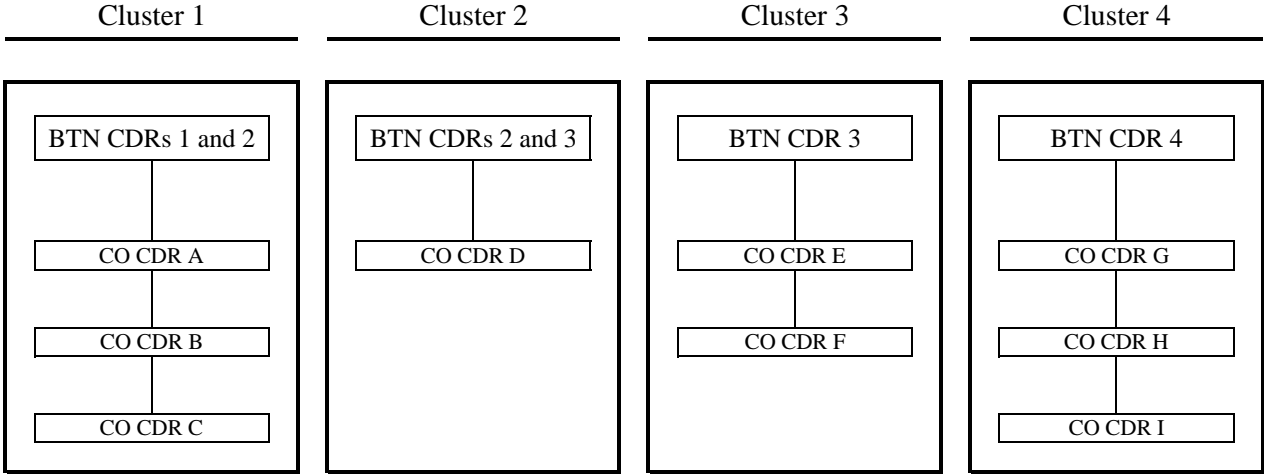 Cluster 1
Cluster 2
Cluster 3
Cluster 4
BTN CDRs 1 and 2
BTN CDRs 2 and 3
BTN CDR 3
BTN CDR 4
CO CDR A
CO CDR D
CO CDR E
CO CDR G
CO CDR B
CO CDR F
CO CDR H
CO CDR C
CO CDR I